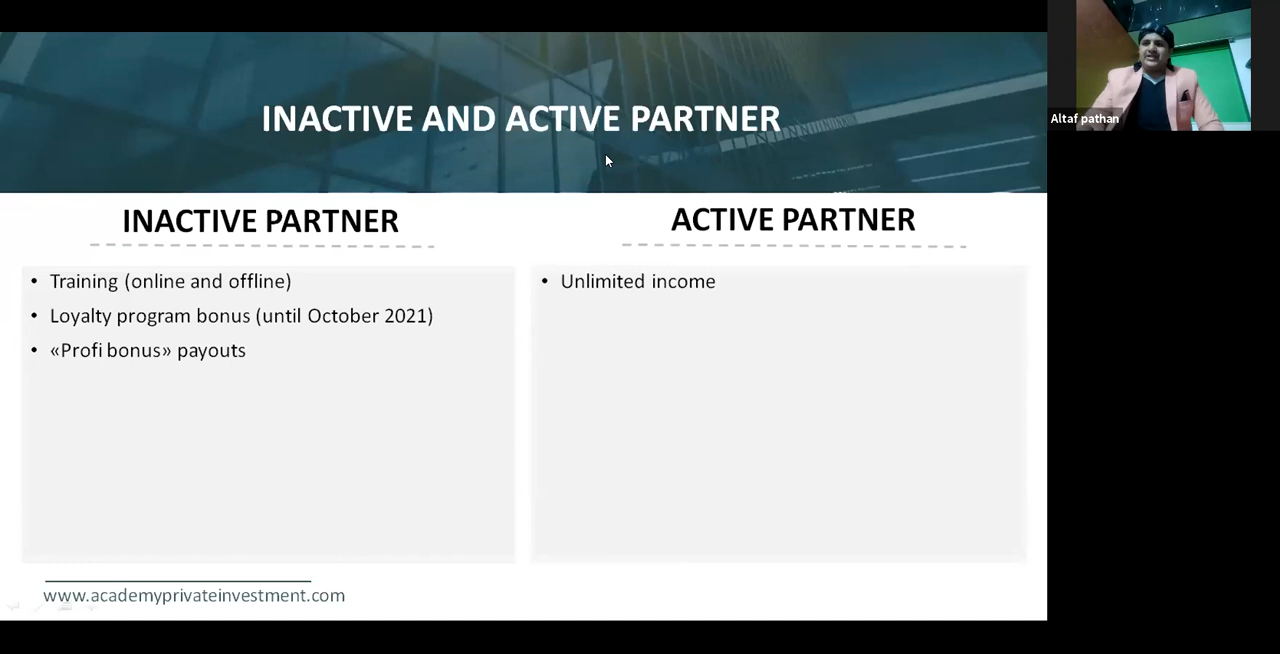 INACTIVE AND ACTIVE PARTNER
Altaf pathan
INACTIVE PARTNER
• Training (online and offline)
• Loyalty program bonus (until October 2021)
• «Profi bonus» payouts
ACTIVE PARTNER
• Unlimited income
www.academyprivateinvestment.com